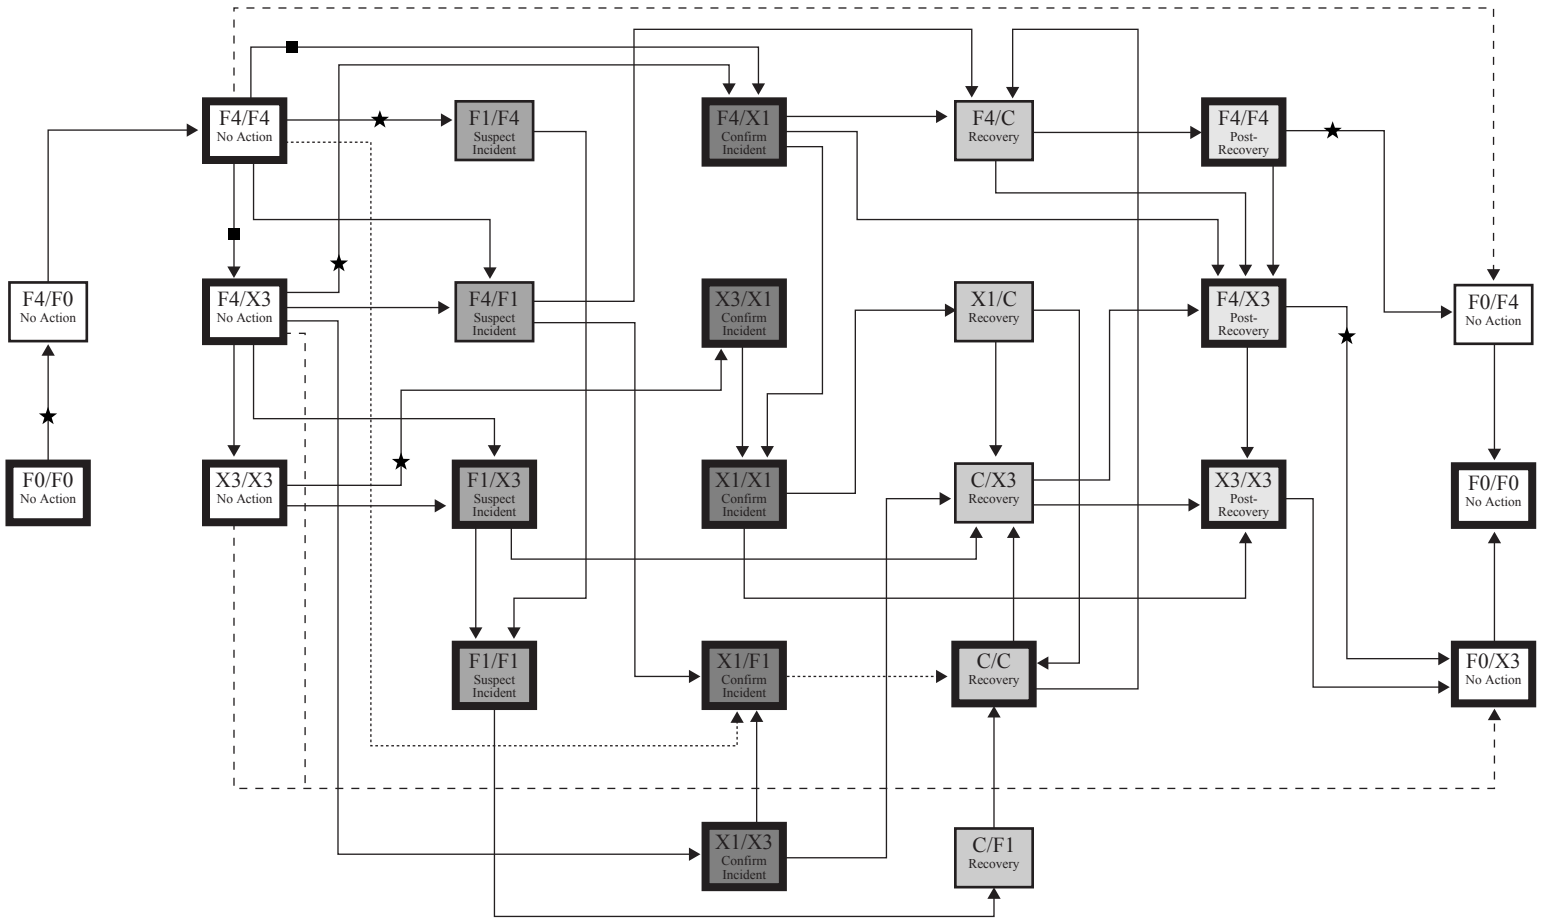 F4/F4
No Action
F1/F4
Suspect
Incident
F4/X1
Confirm
Incident
F4/C
Recovery
F4/F4
Post-
Recovery
F4/F0
No Action
F4/X3
No Action
F4/F1
Suspect
Incident
X3/X1
Confirm
Incident
X1/C
Recovery
F4/X3
Post-
Recovery
F0/F4
No Action
F0/F0
No Action
X3/X3
No Action
F1/X3
Suspect
Incident
X1/X1
Confirm
Incident
C/X3
Recovery
X3/X3
Post-
Recovery
F0/F0
No Action
F1/F1
Suspect
Incident
X1/F1
Confirm
Incident
C/C
Recovery
F0/X3
No Action
X1/X3
Confirm
Incident
C/F1
Recovery